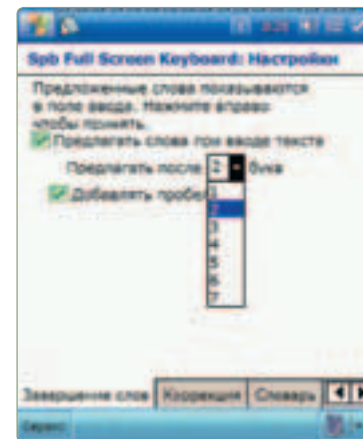 Spb Full Screen Keyboard: Настройки
Предложенные слова показываются
в поле ввода. Нажмите вправо
чтобы принять.
Предлагать слова при вводе текста
Предлагать после 2 букв
Добавлять пробел
1
2
3
4
5
6
7
Завершение слов Коррекция Словарь
Сервис